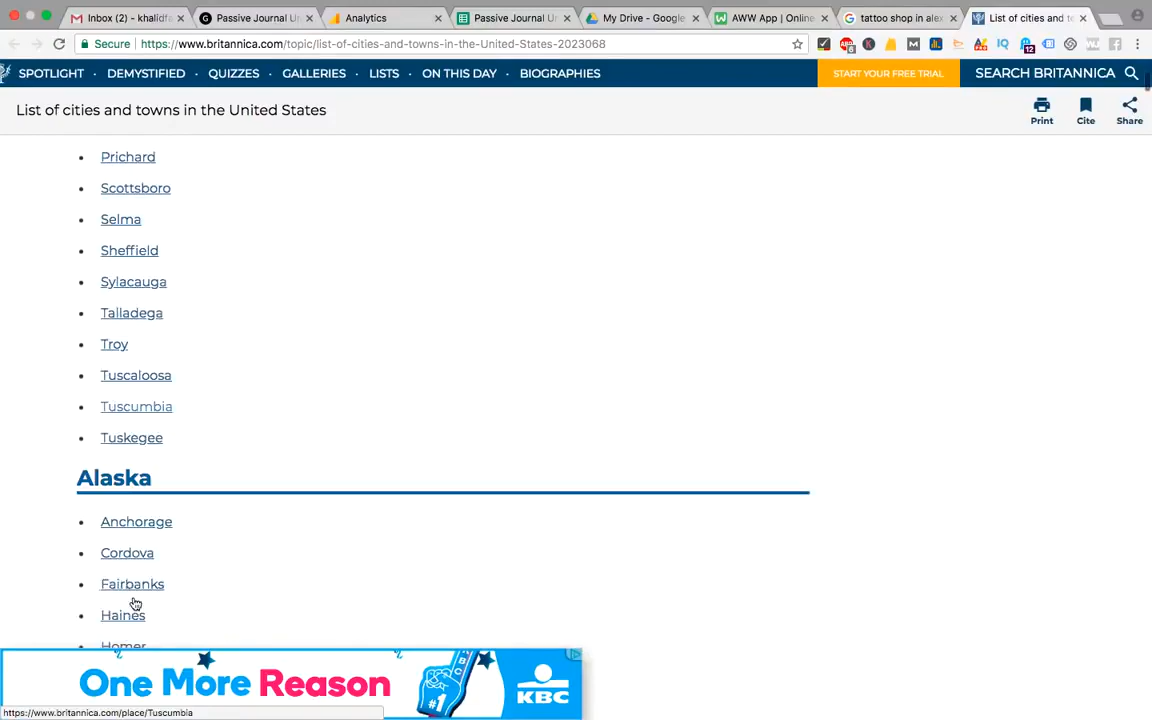 Inbox (2) - khalidfa
Passive Journal Ur
Analytics
Passive Journal Ur
My Drive - Google
AWW App | Online
tattoo shop in alex
List of cities and te
Secure
https://www.britannica.com/topic/list-of-cities-and-towns-in-the-United-States-2023068
SPOTLIGHT · DEMYSTIFIED · QUIZZES · GALLERIES · LISTS · ON THIS DAY · BIOGRAPHIES
START YOUR FREE TRIAL
SEARCH BRITANNICA
List of cities and towns in the United States
Print
Cite
Share
Prichard
Scottsboro
Selma
Sheffield
Sylacauga
Talladega
Troy
Tuscaloosa
Tuscumbia
Tuskegee
Alaska
Anchorage
Cordova
Fairbanks
Haines
Homer
One More Reason
#1
KBC
https://www.britannica.com/place/Tuscumbia